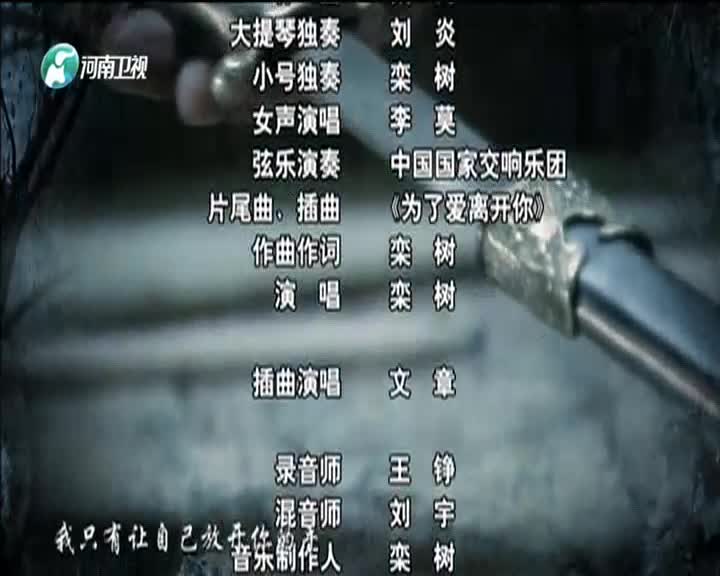 大提琴独奏 刘炎
河南卫视
小号独奏 栾树
女声演唱 李莫
弦乐演奏 中国国家交响乐团
片尾曲、插曲 《为了爱离开你》
作曲作词 栾树
演唱 栾树
插曲演唱 文章
录音师 王铮
混音师 刘宇
我只有让自己放开你的手
音乐制作人 栾树